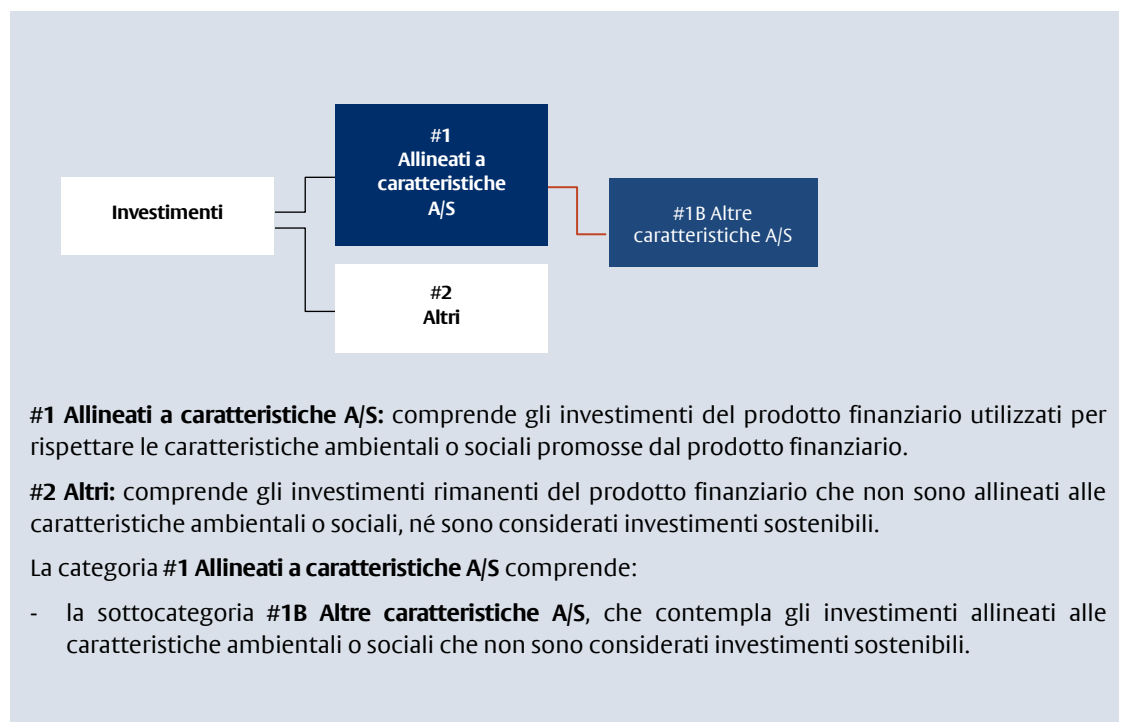 #1
Allineati a
caratteristiche
A/S
Investimenti
#1B Altre
caratteristiche A/S
#2
Altri
#1 Allineati a caratteristiche A/S: comprende gli investimenti del prodotto finanziario utilizzati per
rispettare le caratteristiche ambientali o sociali promosse dal prodotto finanziario.
#2 Altri: comprende gli investimenti rimanenti del prodotto finanziario che non sono allineati alle
caratteristiche ambientali o sociali, né sono considerati investimenti sostenibili.
La categoria #1 Allineati a caratteristiche A/S comprende:
- la sottocategoria #1B Altre caratteristiche A/S, che contempla gli investimenti allineati alle
caratteristiche ambientali o sociali che non sono considerati investimenti sostenibili.